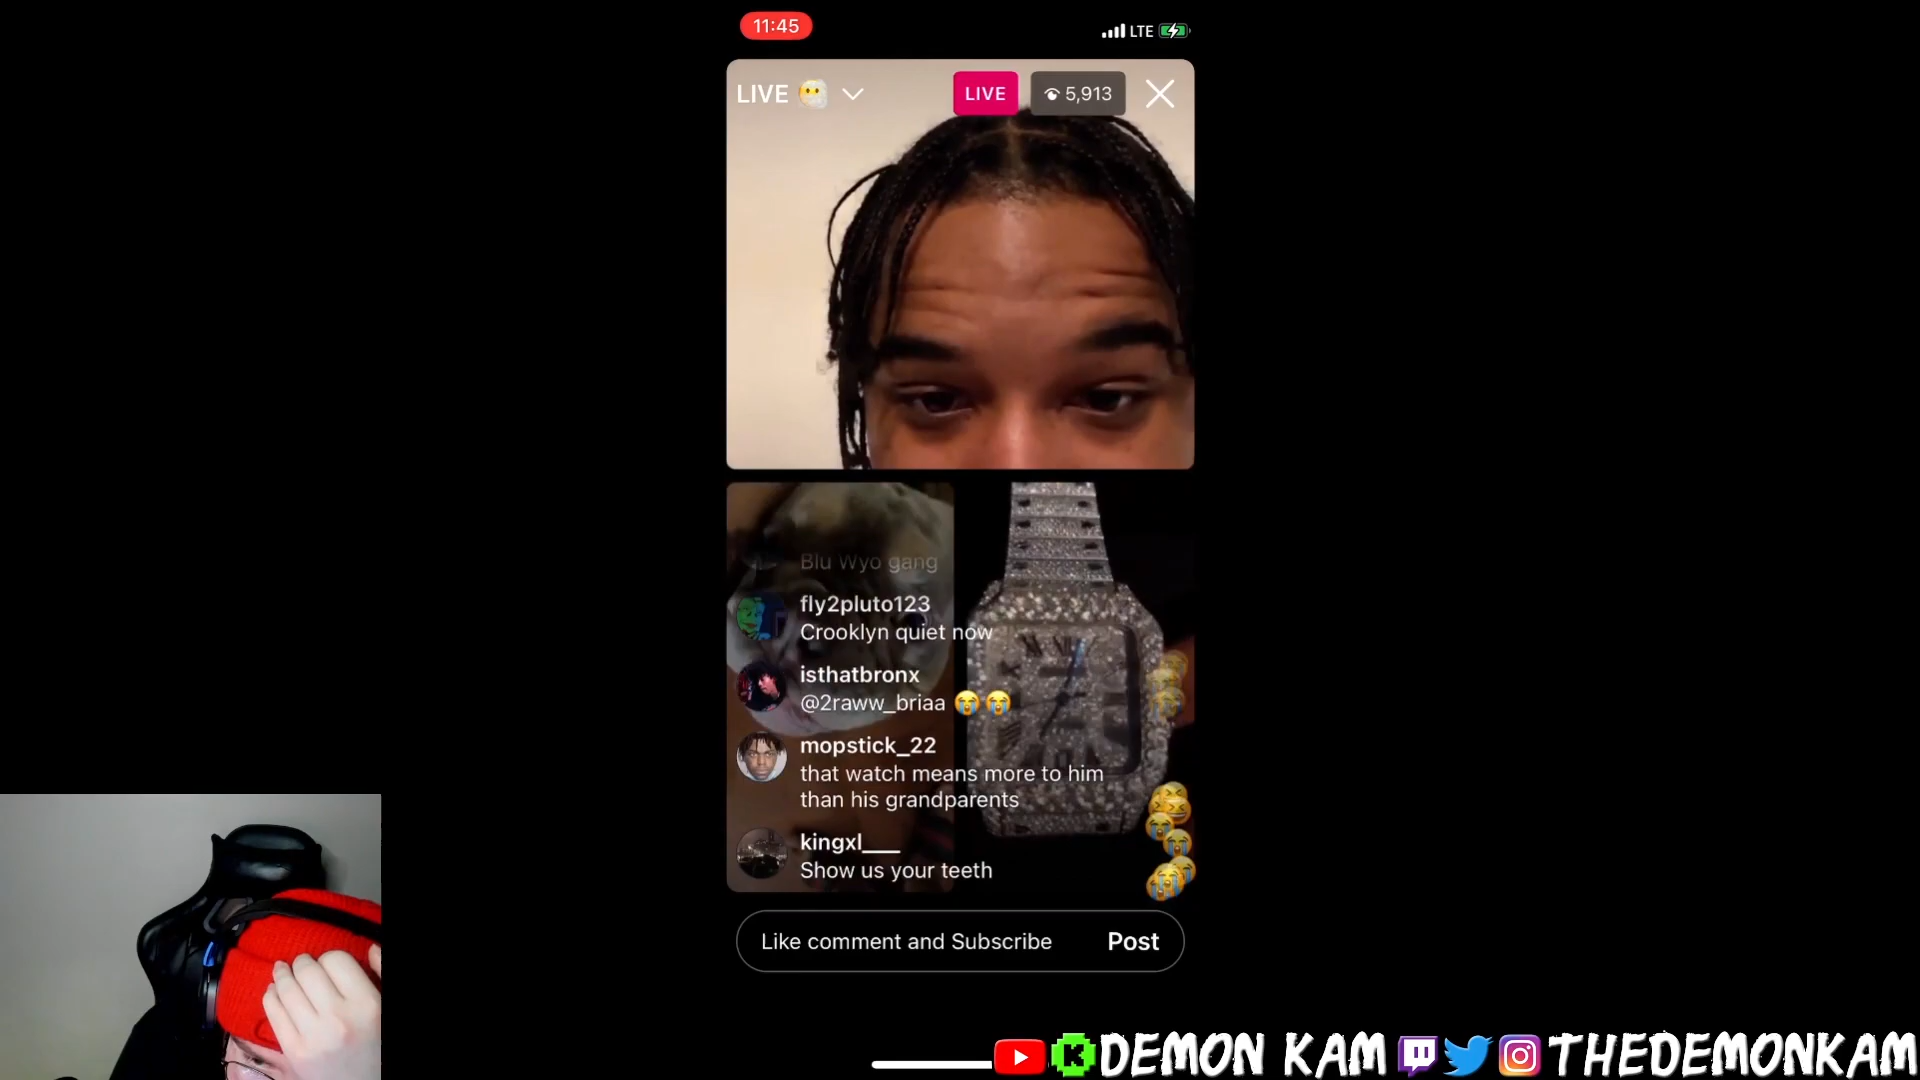 11:45
LTE
LIVE
LIVE
5,913
Blu Wyo gang
fly2pluto123
Crooklyn quiet now
isthatbronx
@2raww_briaa 😭😭
mopstick_22
that watch means more to him
than his grandparents
kingxl___
Show us your teeth
Like comment and Subscribe
Post
DEMON KAM
THEDEMONKAM